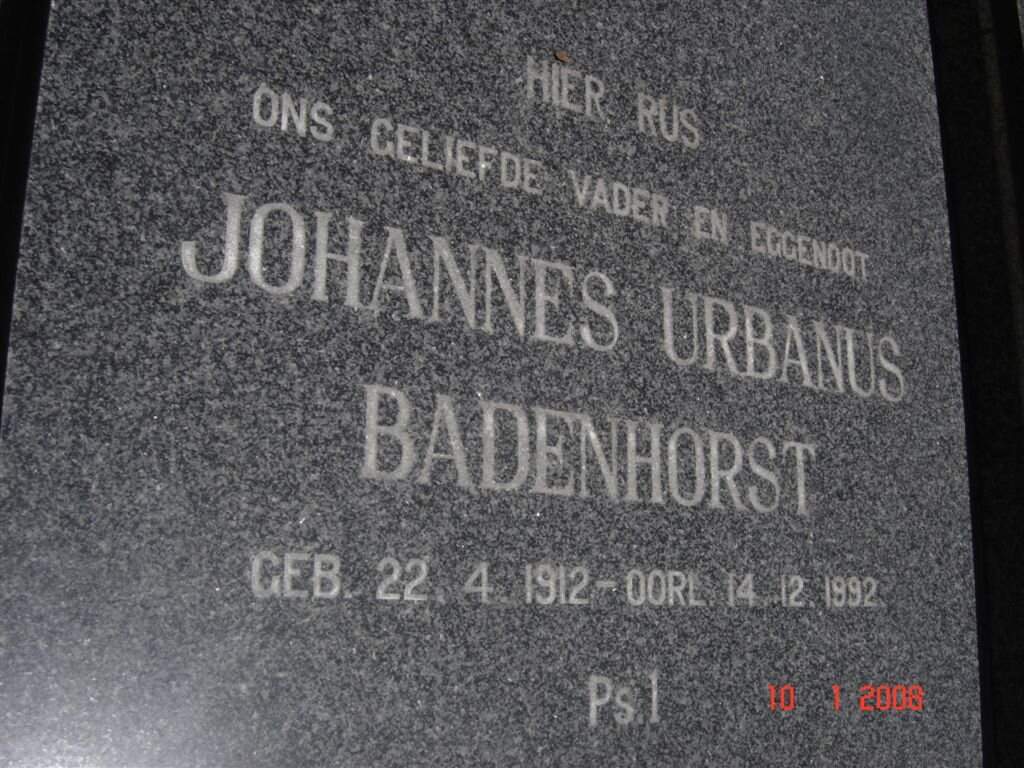 HIER RUS
ONS GELIEFDE VADER EN EGGENOOT
JOHANNES URBANUS
BADENHORST
GEB. 22. 4. 1912 - OORL. 14. 12. 1992.
Ps. 1
10 1 2008